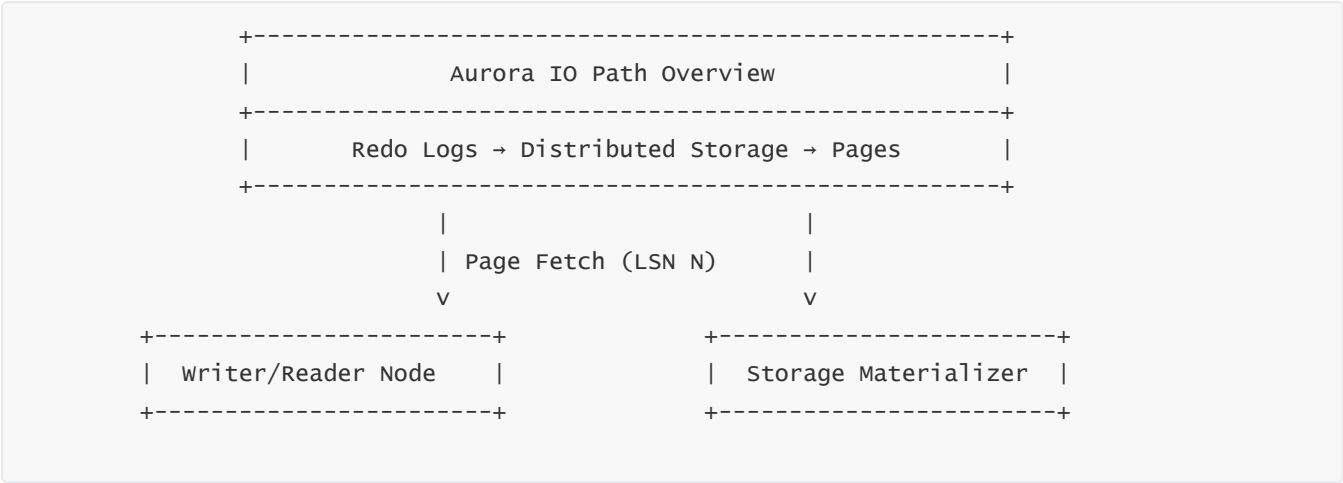 +-----------------------------------------------------+
| Aurora IO Path Overview |
+-----------------------------------------------------+
| Redo Logs → Distributed Storage → Pages |
+-----------------------------------------------------+
| |
| Page Fetch (LSN N) |
v v
+------------------------+ +------------------------+
| Writer/Reader Node | | Storage Materializer |
+------------------------+ +------------------------+